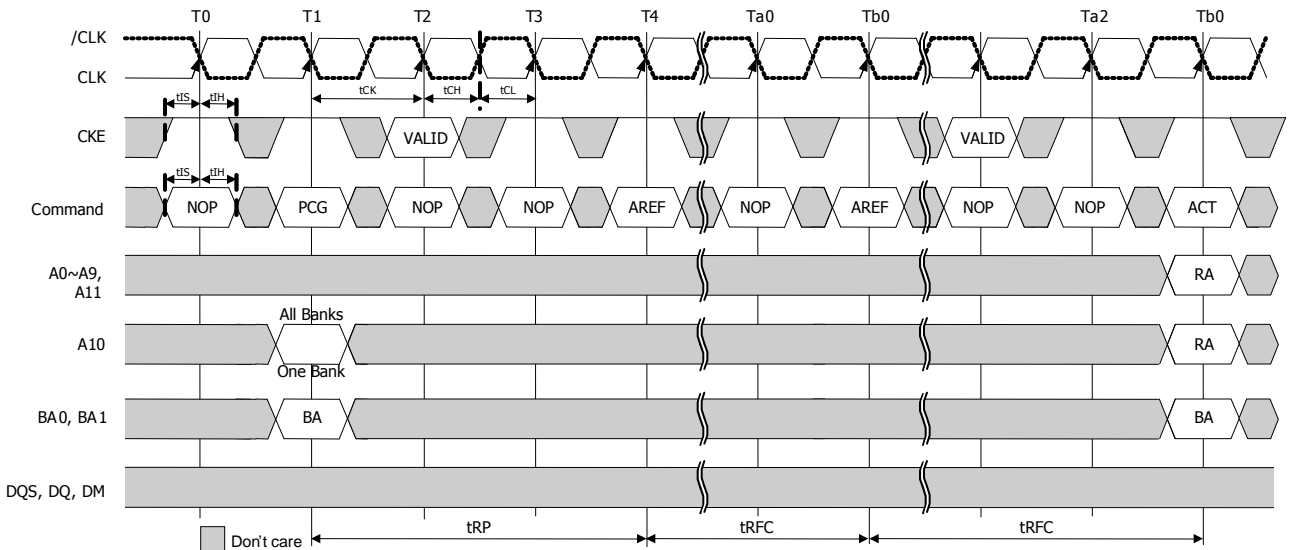 T0 T1 T2 T3 T4 Ta0 Tb0 Ta2 Tb0
/CLK
CLK
tIS tIH tCK tCH tCL
CKE VALID VALID
tIS tIH
Command NOP PCG NOP NOP AREF NOP AREF NOP NOP ACT
A0~A9,
A11
RA
All Banks
A10 RA
One Bank
BA0, BA1 BA BA
DQS, DQ, DM
tRP tRFC tRFC
Don't care